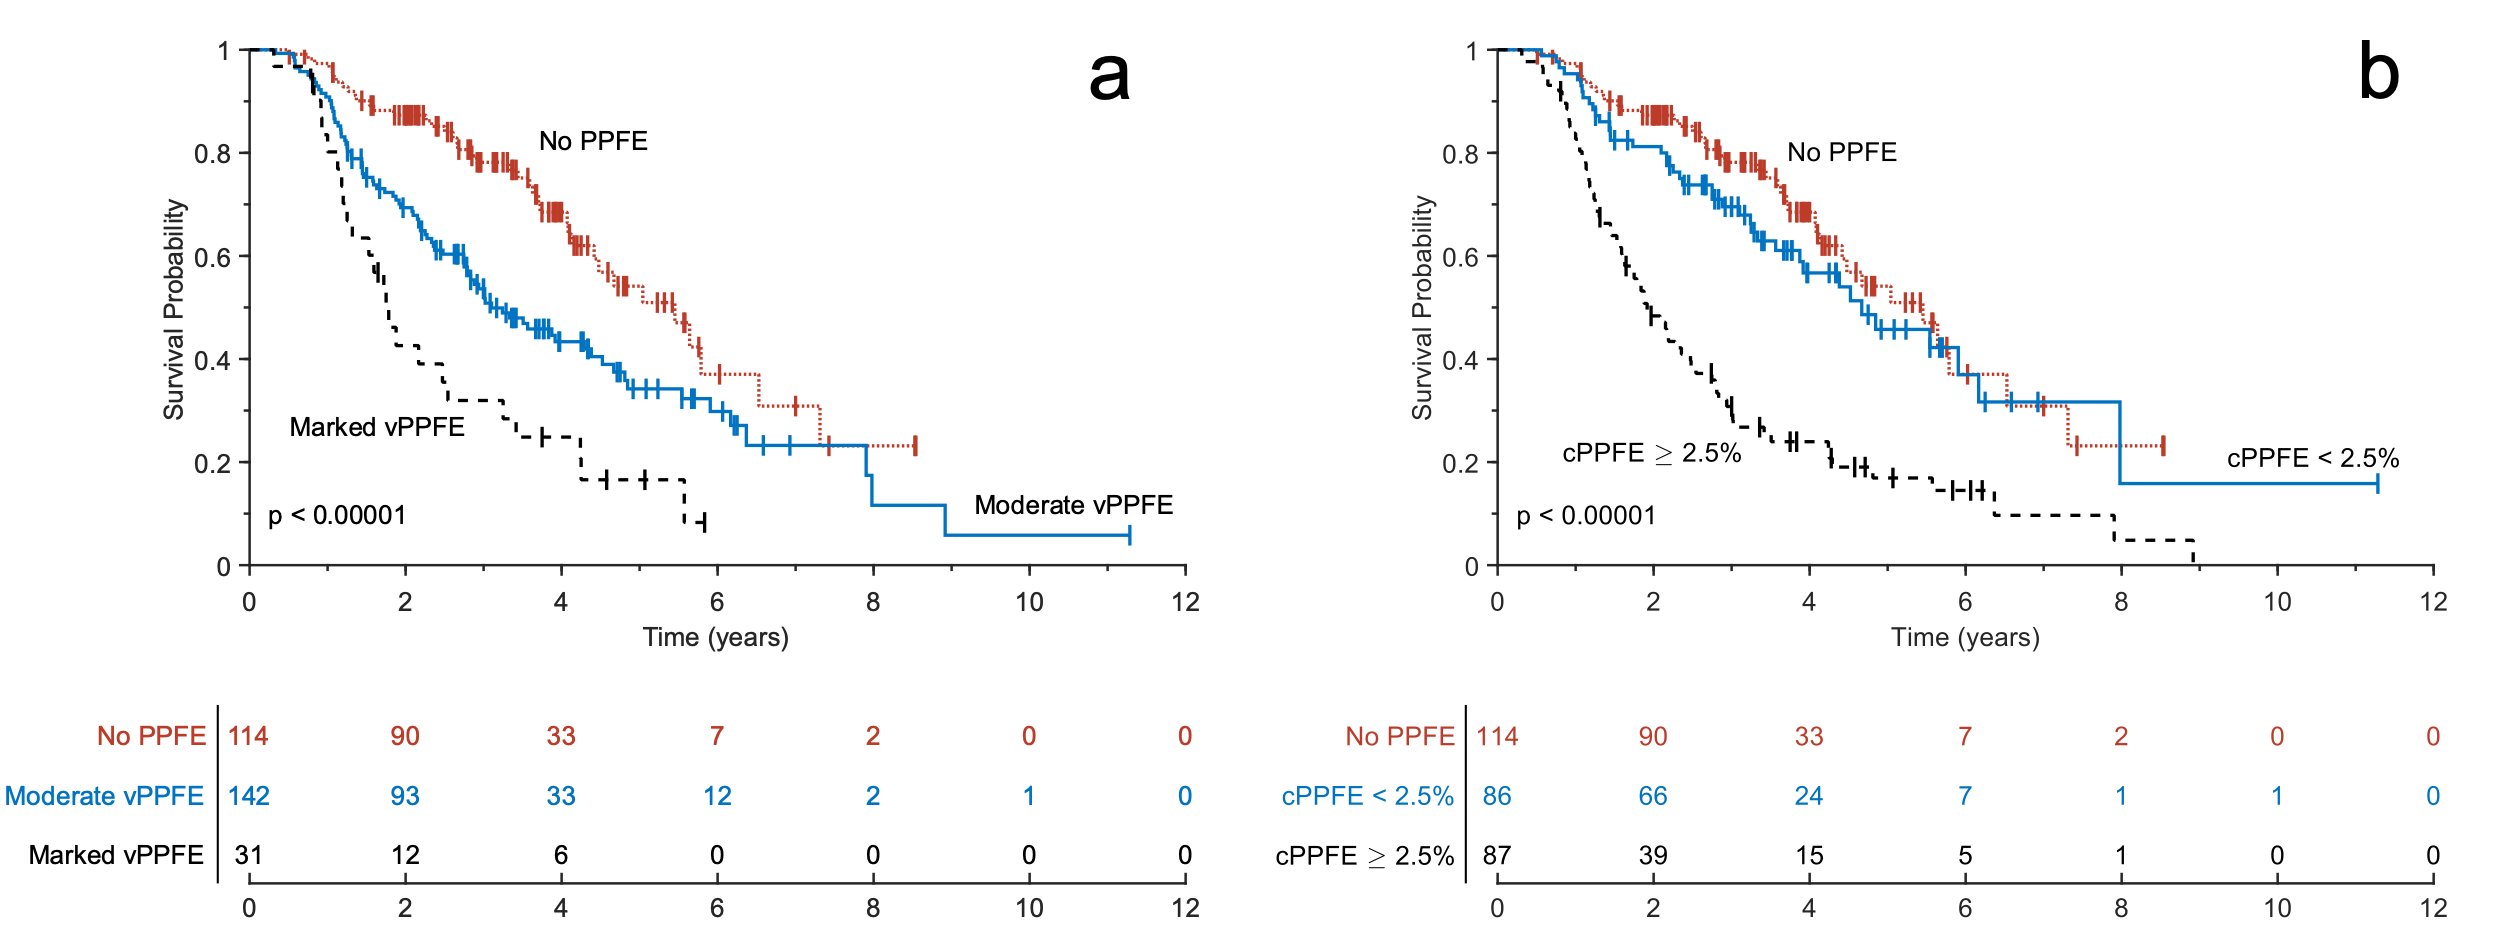 a
1
0.8
0.6
0.4
0.2
0
Survival Probability
No PPFE
Marked vPPFE
Moderate vPPFE
p < 0.00001
0 2 4 6 8 10 12
Time (years)
No PPFE 114 90 33 7 2 0 0
Moderate vPPFE 142 93 33 12 2 1 0
Marked vPPFE 31 12 6 0 0 0 0
0 2 4 6 8 10 12
b
1
0.8
0.6
0.4
0.2
0
Survival Probability
No PPFE
cPPFE ≥ 2.5%
cPPFE < 2.5%
p < 0.00001
0 2 4 6 8 10 12
Time (years)
No PPFE 114 90 33 7 2 0 0
cPPFE < 2.5% 86 66 24 7 1 1 0
cPPFE ≥ 2.5% 87 39 15 5 1 0 0
0 2 4 6 8 10 12